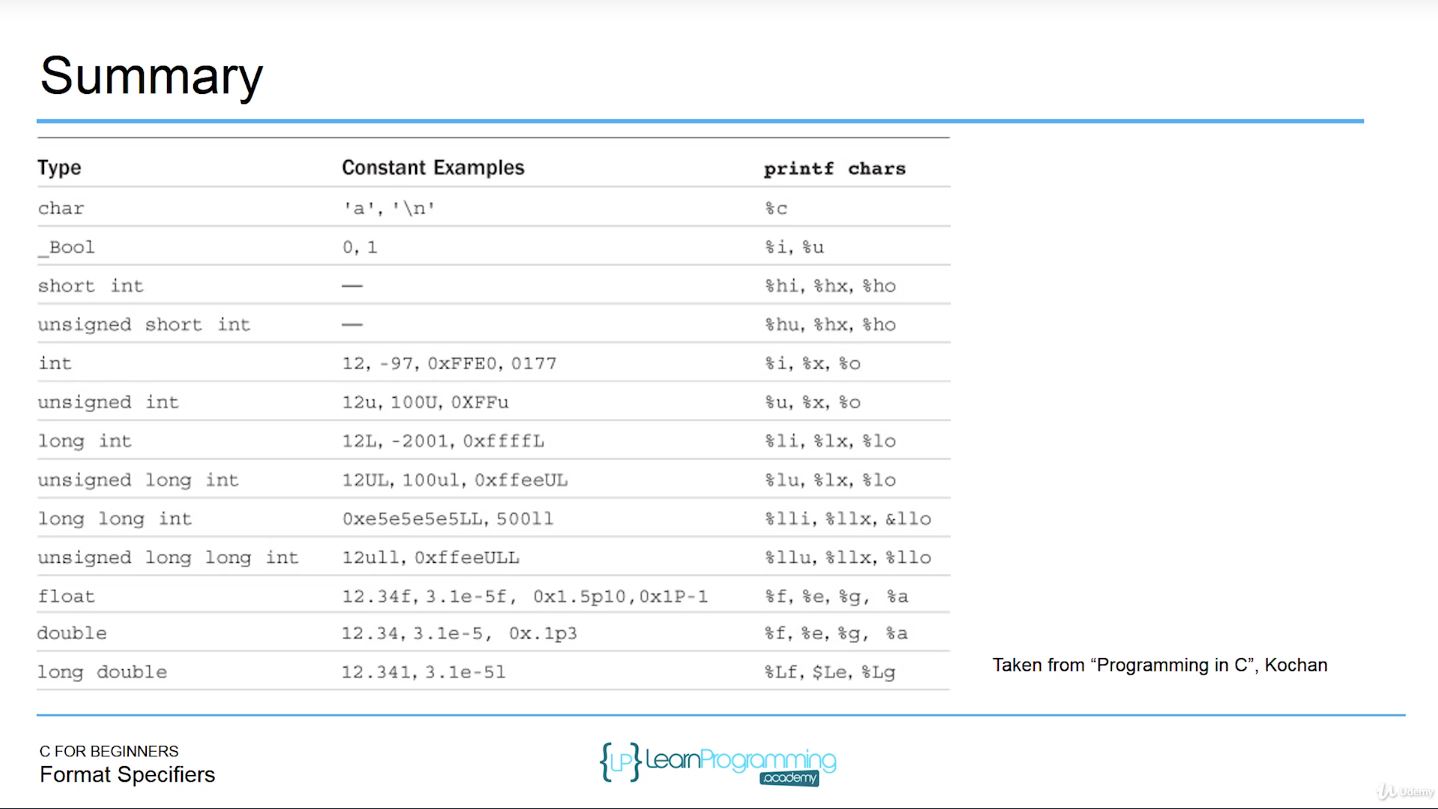 Summary
Type Constant Examples printf chars
char 'a', '\n' %c
_Bool 0, 1 %i, %u
short int — %hi, %hx, %ho
unsigned short int — %hu, %hx, %ho
int 12, -97, 0xFFE0, 0177 %i, %x, %o
unsigned int 12u, 100U, 0XFFu %u, %x, %o
long int 12L, -2001, 0xffffL %li, %lx, %lo
unsigned long int 12UL, 100ul, 0xffeeUL %lu, %lx, %lo
long long int 0xe5e5e5e5LL, 500ll %lli, %llx, &llo
unsigned long long int 12ull, 0xffeeULL %llu, %llx, %llo
float 12.34f, 3.1e-5f, 0x1.5p10,0x1P-1 %f, %e, %g, %a
double 12.34, 3.1e-5, 0x.1p3 %f, %e, %g, %a
long double 12.341, 3.1e-5l %Lf, $Le, %Lg
Taken from “Programming in C”, Kochan
C FOR BEGINNERS
Format Specifiers
{LP} LearnProgramming
.academy
Udemy